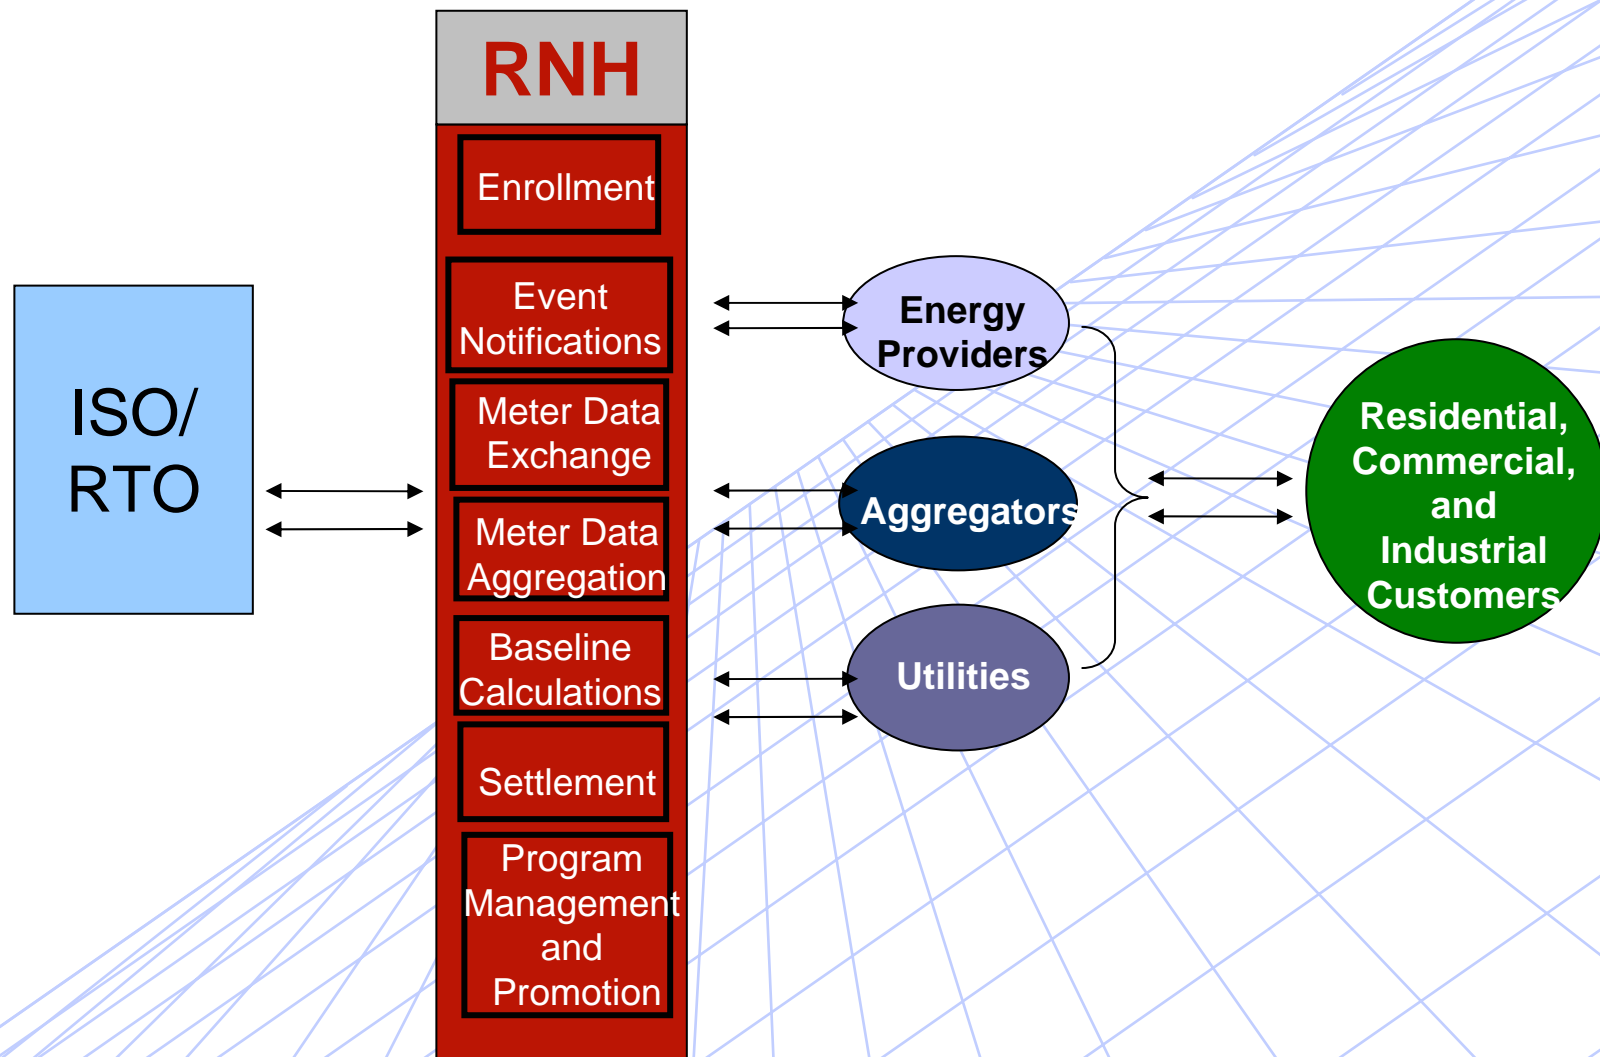 RNH
Enrollment
Event
Notifications
Meter Data
Exchange
Meter Data
Aggregation
Baseline
Calculations
Settlement
Program
Management
and
Promotion
ISO/
RTO
Energy
Providers
Aggregators
Utilities
Residential,
Commercial,
and
Industrial
Customers